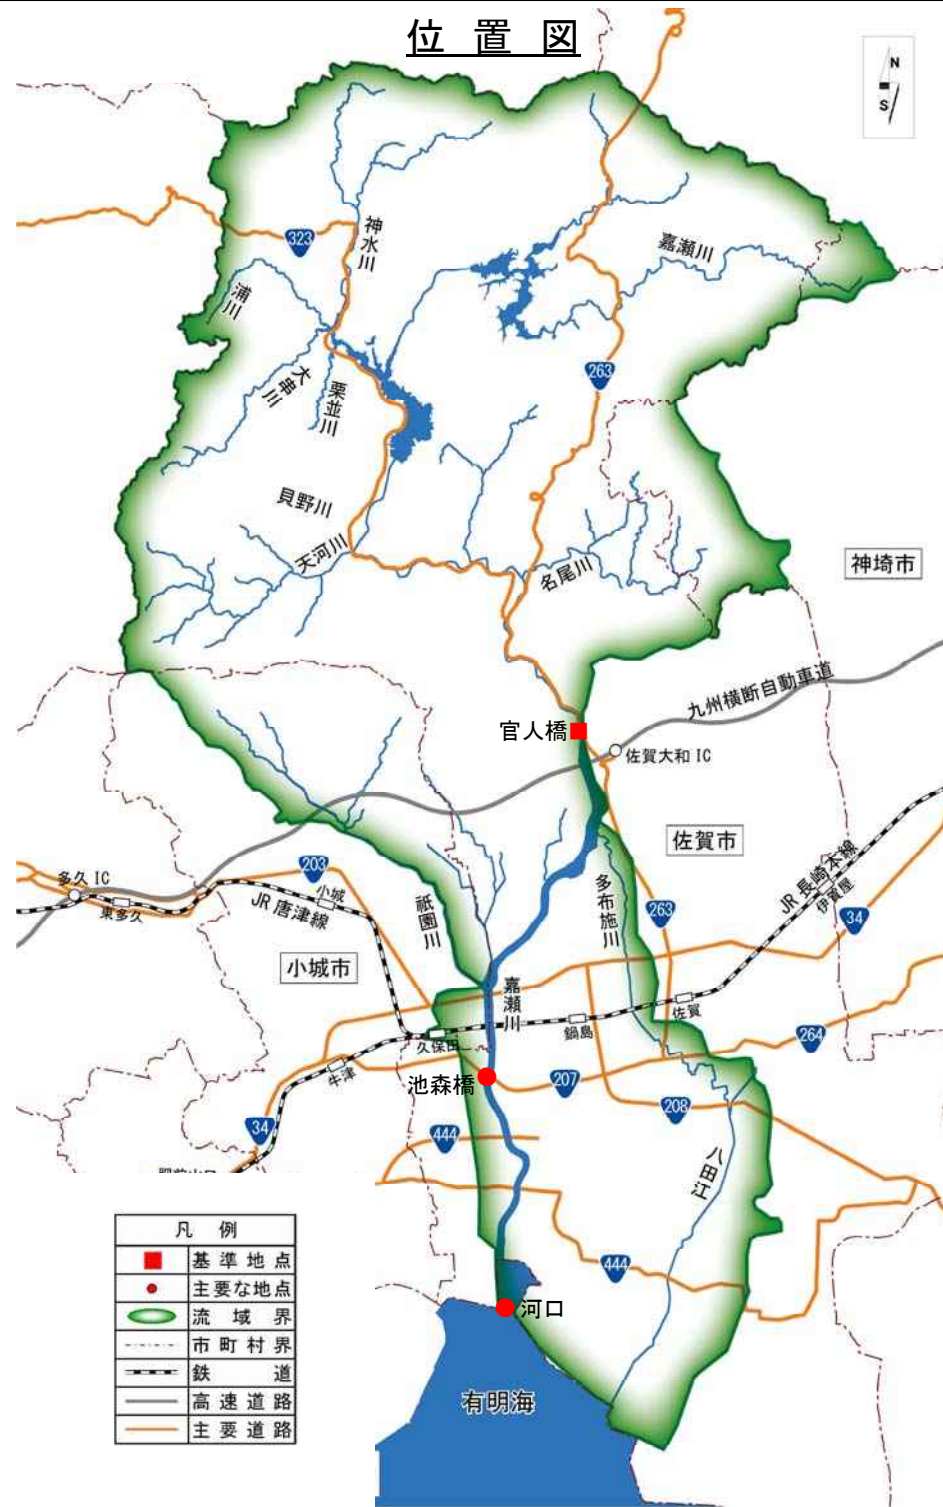 位置図
N
S
323
神水川
嘉瀬川
浦川
263
大串川
栗並川
貝野川
天河川
名尾川
神埼市
九州横断自動車道
官人橋
佐賀大和 IC
佐賀市
203
多久 IC
東多久
小城
JR 唐津線
祇園川
多布施川
263
JR 長崎本線
伊賀屋
34
小城市
嘉瀬川
佐賀
鍋島
久保田
264
牛津
池森橋
207
208
34
444
八田江
444
河口
有明海
凡例
基準地点
主要な地点
流域界
市町村界
鉄道
高速道路
主要道路